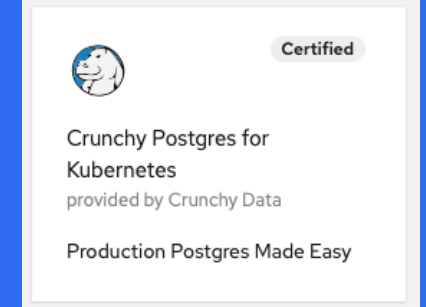 Certified
Crunchy Postgres for
Kubernetes
provided by Crunchy Data
Production Postgres Made Easy